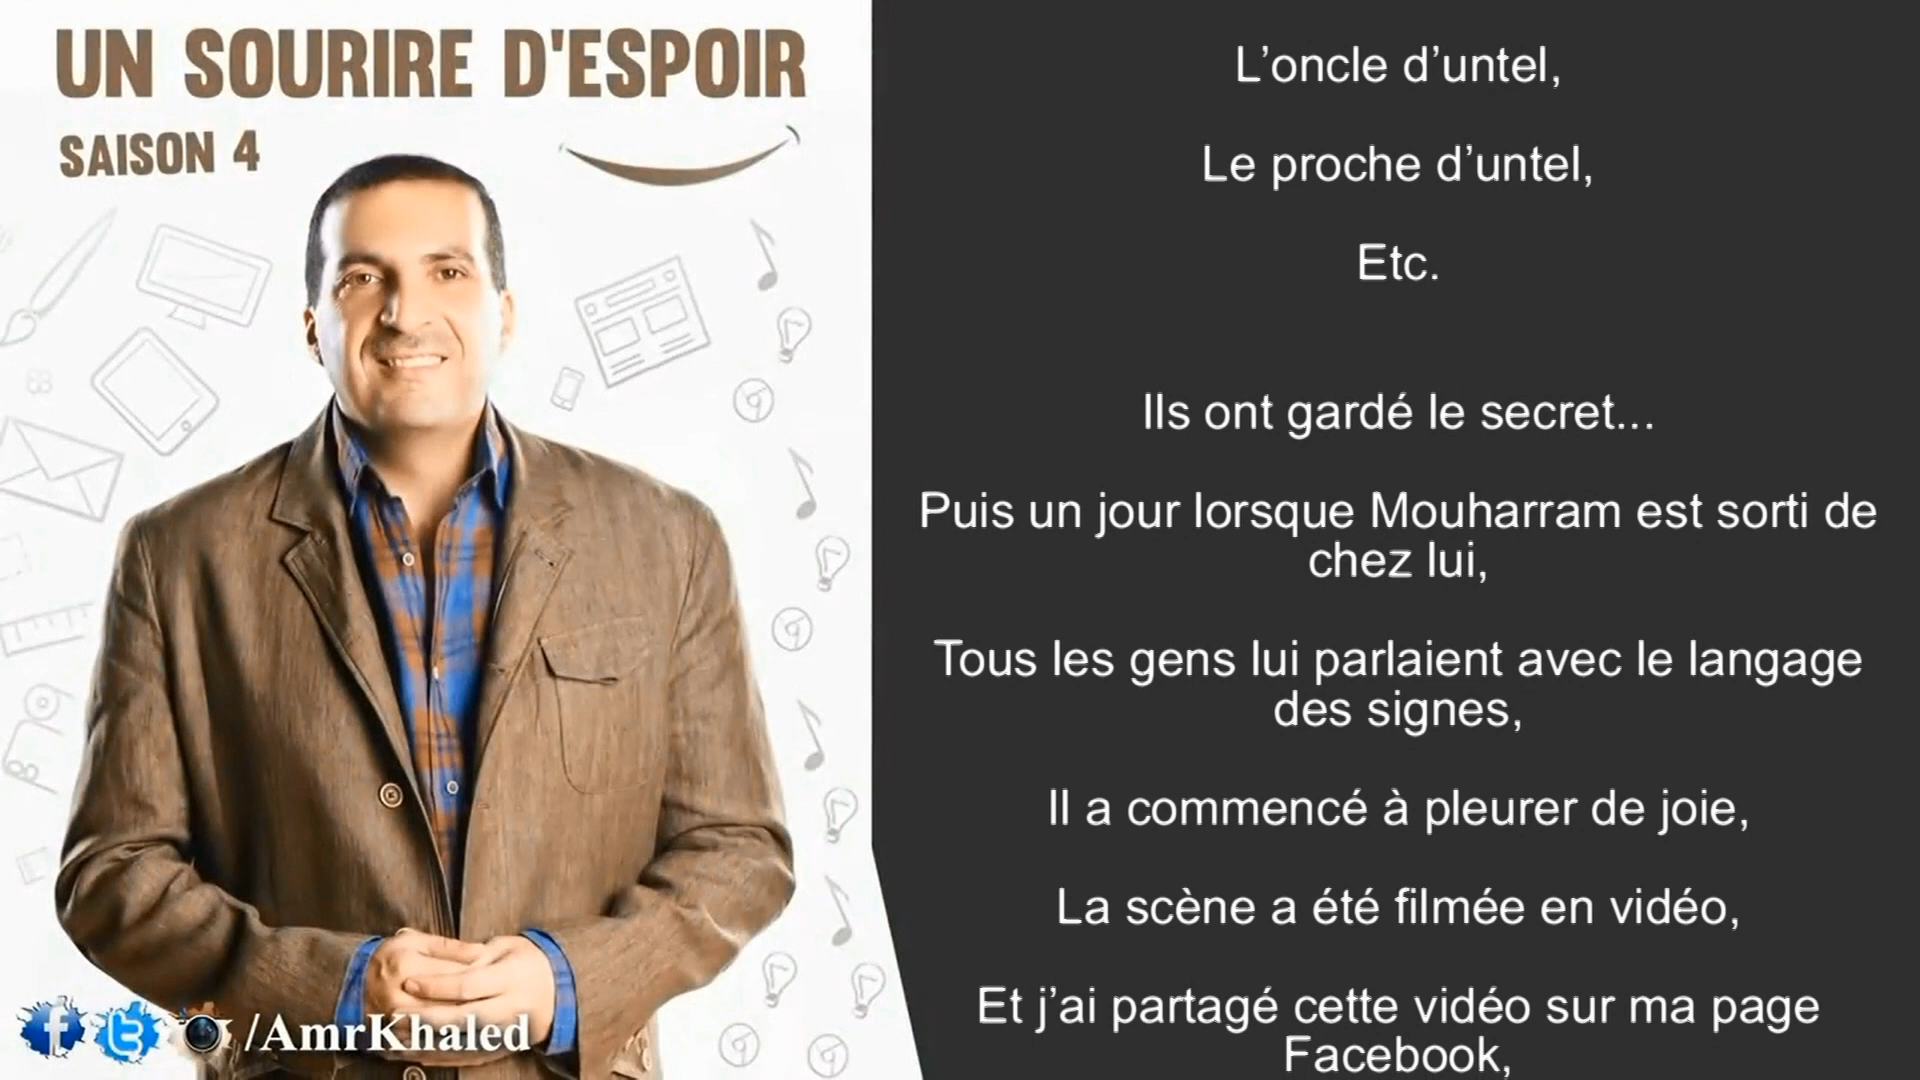 UN SOURIRE D'ESPOIR
SAISON 4
/AmrKhaled
L’oncle d’untel,
Le proche d’untel,
Etc.
Ils ont gardé le secret...
Puis un jour lorsque Mouharram est sorti de
chez lui,
Tous les gens lui parlaient avec le langage
des signes,
Il a commencé à pleurer de joie,
La scène a été filmée en vidéo,
Et j’ai partagé cette vidéo sur ma page
Facebook,